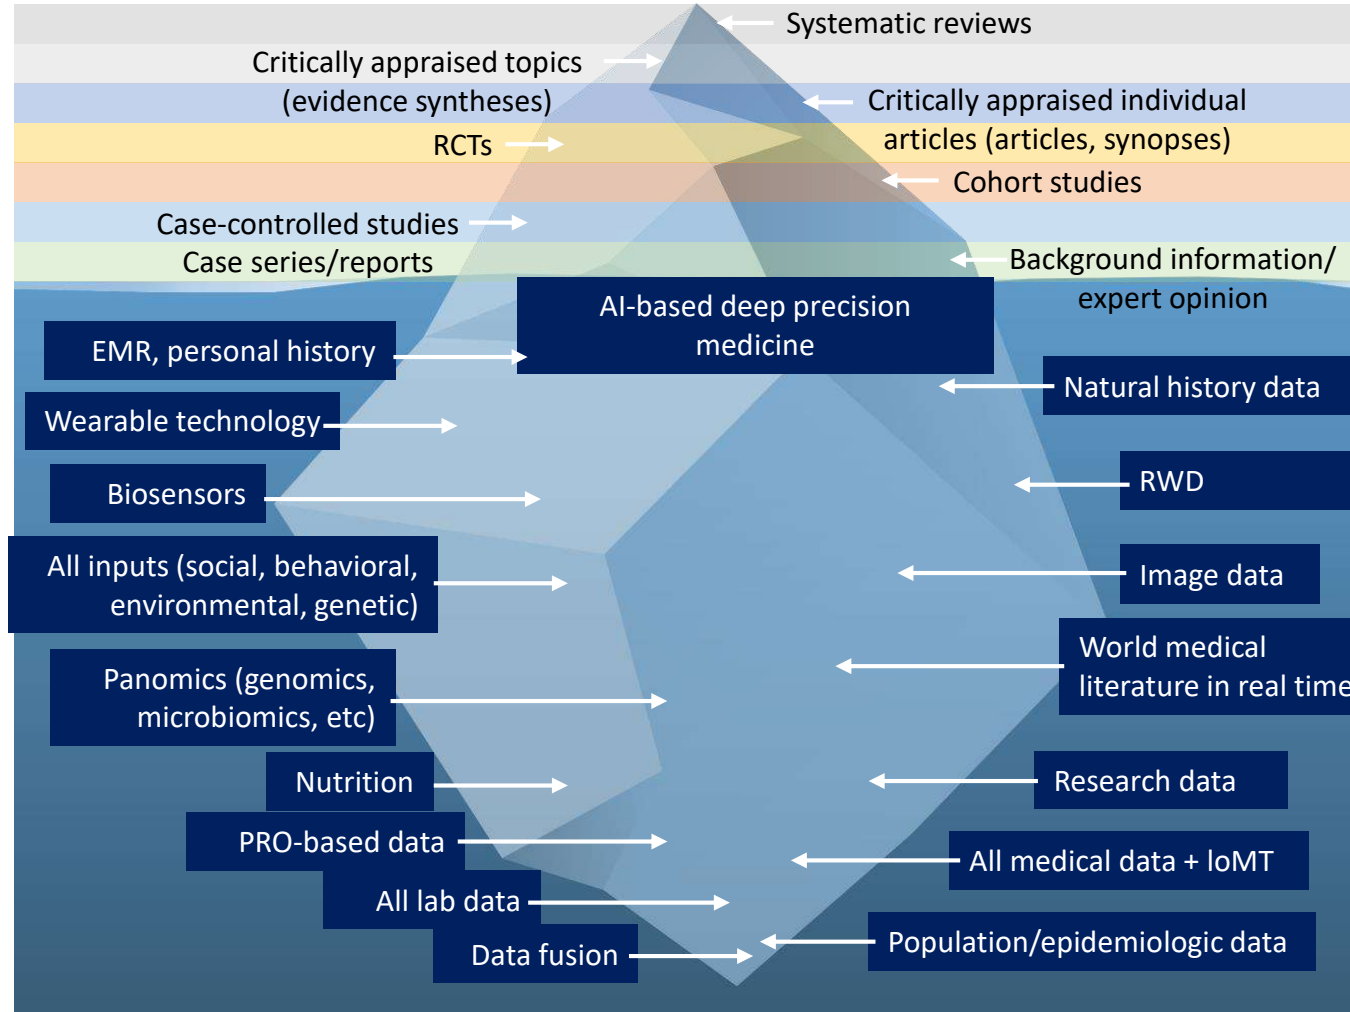 Systematic reviews
Critically appraised topics
(evidence syntheses)
Critically appraised individual
articles (articles, synopses)
RCTs
Cohort studies
Case-controlled studies
Case series/reports
Background information/
expert opinion
AI-based deep precision
medicine
EMR, personal history
Natural history data
Wearable technology
Biosensors
RWD
All inputs (social, behavioral,
environmental, genetic)
Image data
World medical
literature in real time
Panomics (genomics,
microbiomics, etc)
Nutrition
Research data
PRO-based data
All medical data + loMT
All lab data
Population/epidemiologic data
Data fusion